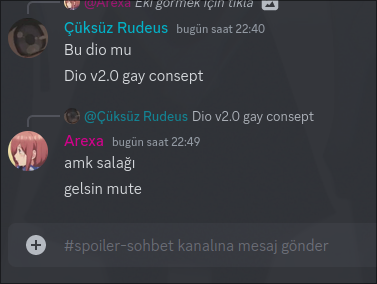 @Arexa Eki görmek için tıkla
Çüksüz Rudeus bugün saat 22:40
Bu dio mu
Dio v2.0 gay consept
@Çüksüz Rudeus Dio v2.0 gay consept
Arexa bugün saat 22:49
amk salağı
gelsin mute
#spoiler-sohbet kanalına mesaj gönder